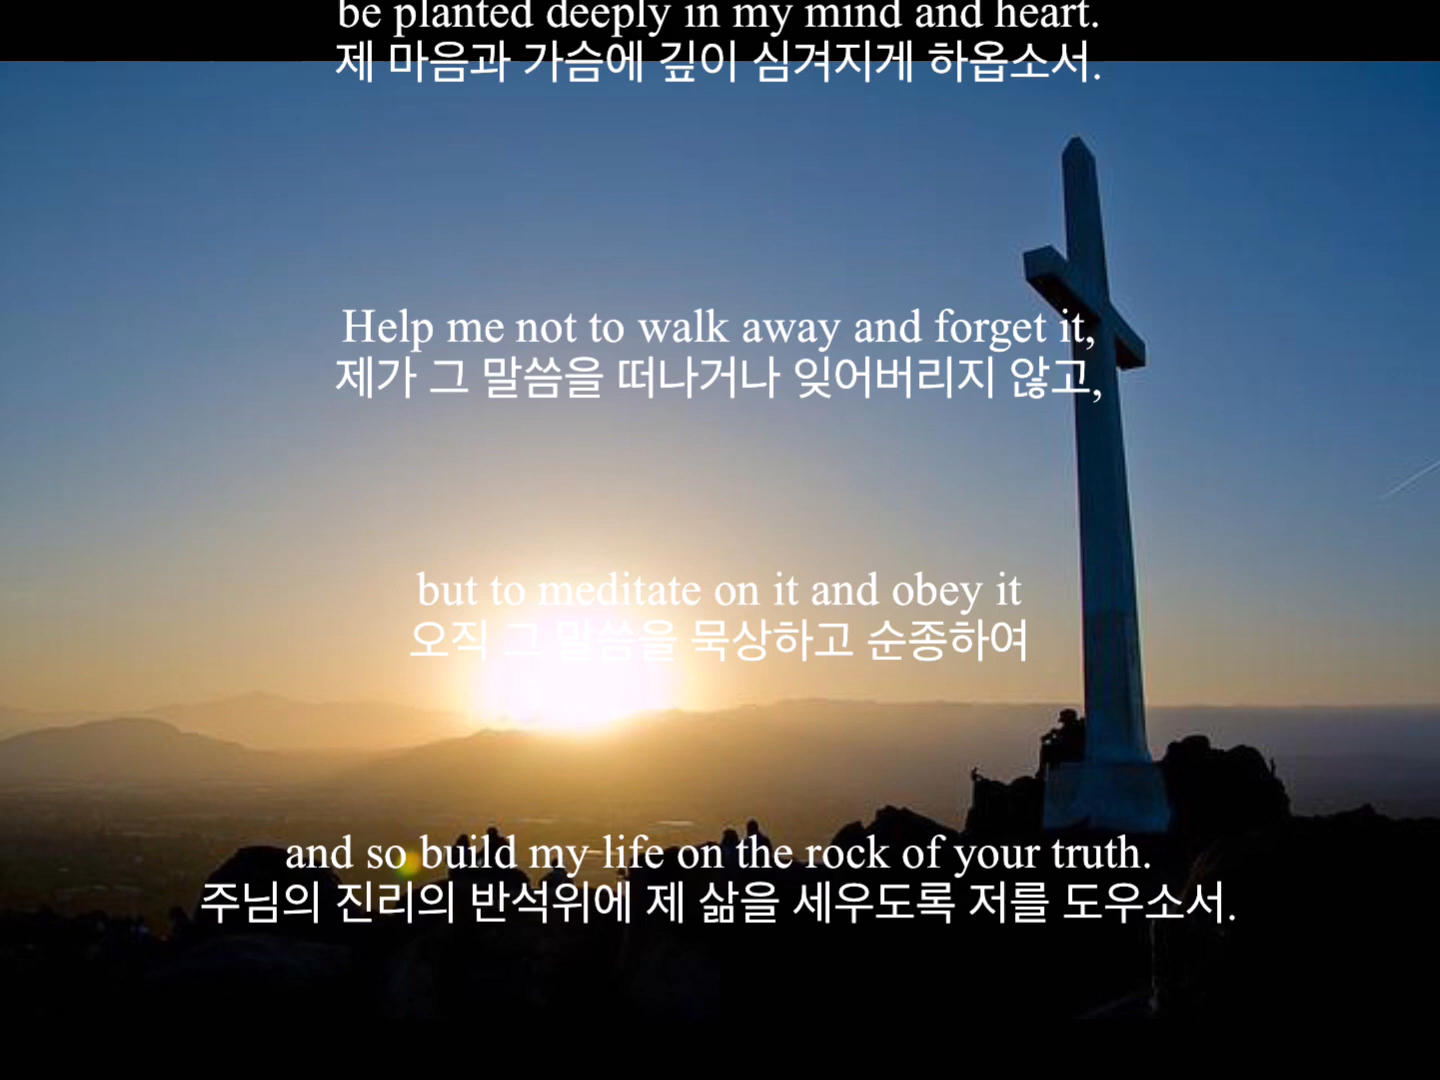 be planted deeply in my mind and heart.
제 마음과 가슴에 깊이 심겨지게 하옵소서.
Help me not to walk away and forget it,
제가 그 말씀을 떠나거나 잊어버리지 않고,
but to meditate on it and obey it
오직 그 말씀을 묵상하고 순종하여
and so build my life on the rock of your truth.
주님의 진리의 반석위에 제 삶을 세우도록 저를 도우소서.